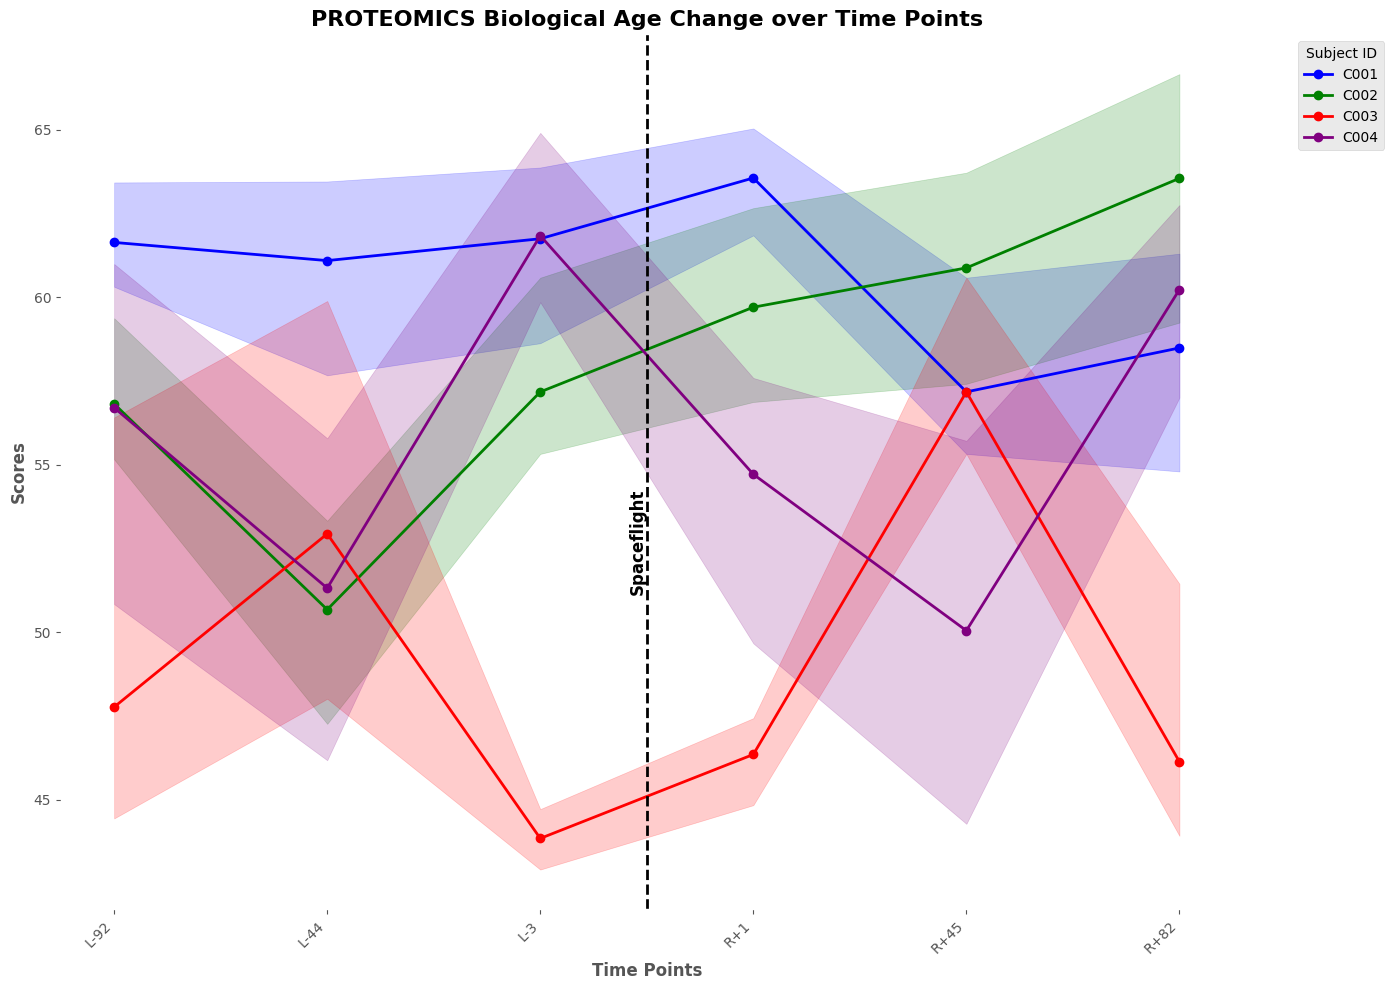 PROTEOMICS Biological Age Change over Time Points
Subject ID
C001
C002
C003
C004
65
60
55
50
45
Scores
Spaceflight
L-92
L-44
L-3
R+1
R+45
R+82
Time Points